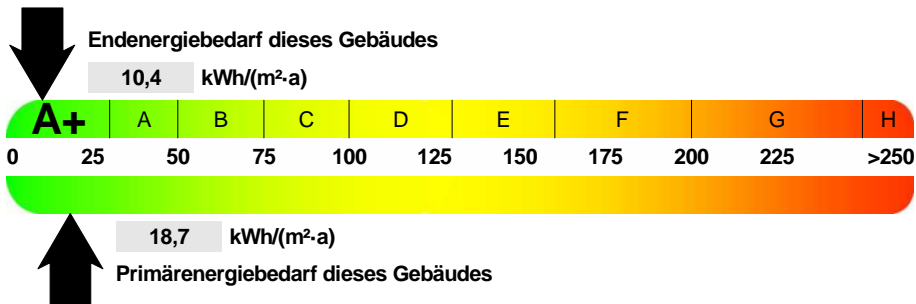 Endenergiebedarf dieses Gebäudes
10,4 kWh/(m²·a)
A+ A B C D E F G H
0 25 50 75 100 125 150 175 200 225 >250
18,7 kWh/(m²·a)
Primärenergiebedarf dieses Gebäudes